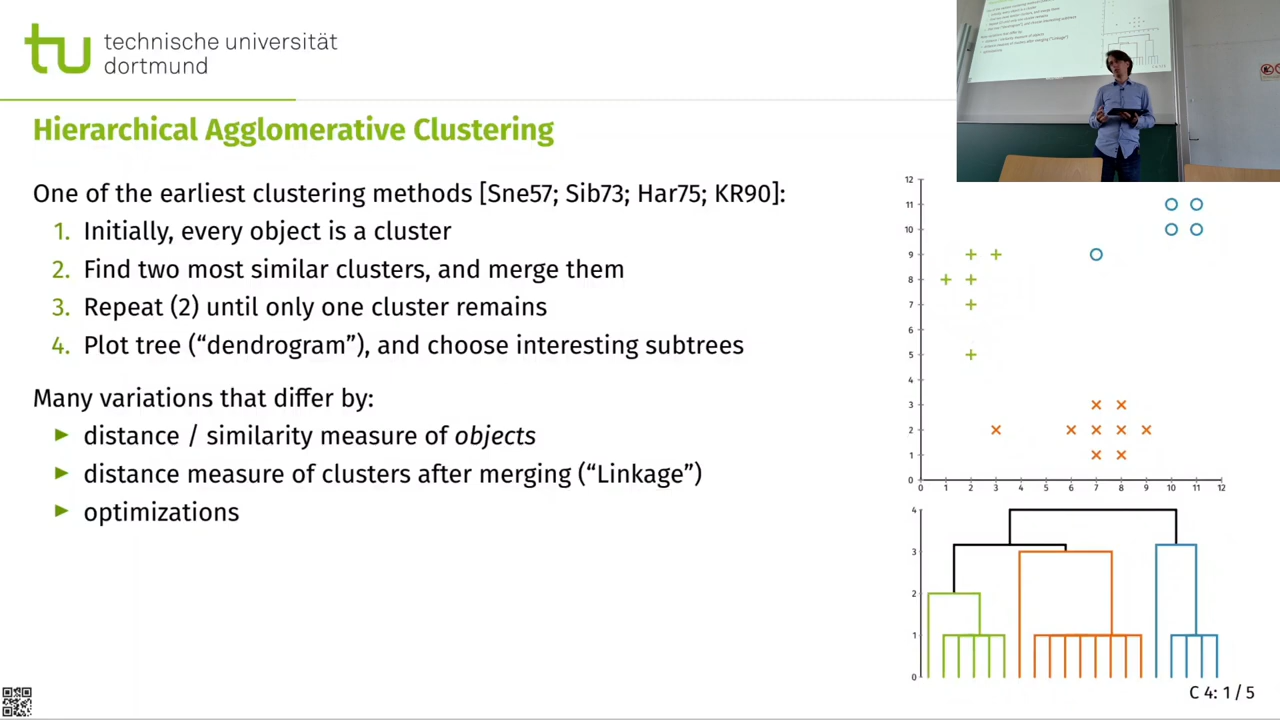 tu technische universität
dortmund
Hierarchical Agglomerative Clustering
One of the earliest clustering methods [Sne57; Sib73; Har75; KR90]:
1. Initially, every object is a cluster
2. Find two most similar clusters, and merge them
3. Repeat (2) until only one cluster remains
4. Plot tree (“dendrogram”), and choose interesting subtrees
Many variations that differ by:
▶ distance / similarity measure of objects
▶ distance measure of clusters after merging (“Linkage”)
▶ optimizations
12
11
10
9
8
7
6
5
4
3
2
1
0
0 1 2 3 4 5 6 7 8 9 10 11 12
4
3
2
1
0
C 4: 1 / 5